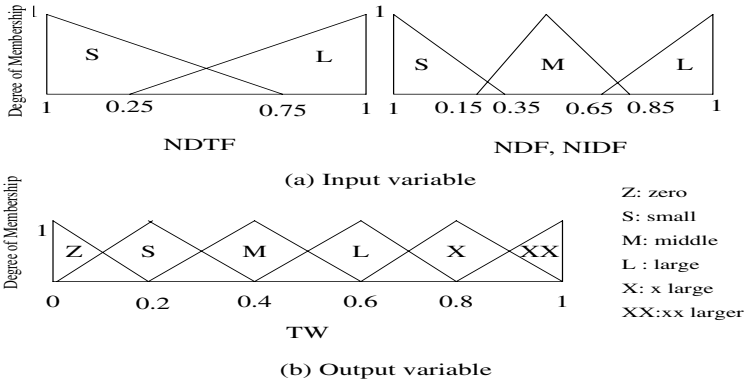 Degree of Membership
1
S
L
1
0.25
0.75
1
NDTF
1
S
M
L
1
0.15
0.35
0.65
0.85
1
NDF, NIDF
(a) Input variable
Degree of Membership
1
Z
S
M
L
X
XX
0
0.2
0.4
0.6
0.8
1
TW
(b) Output variable
Z: zero
S: small
M: middle
L : large
X: x large
XX:xx larger